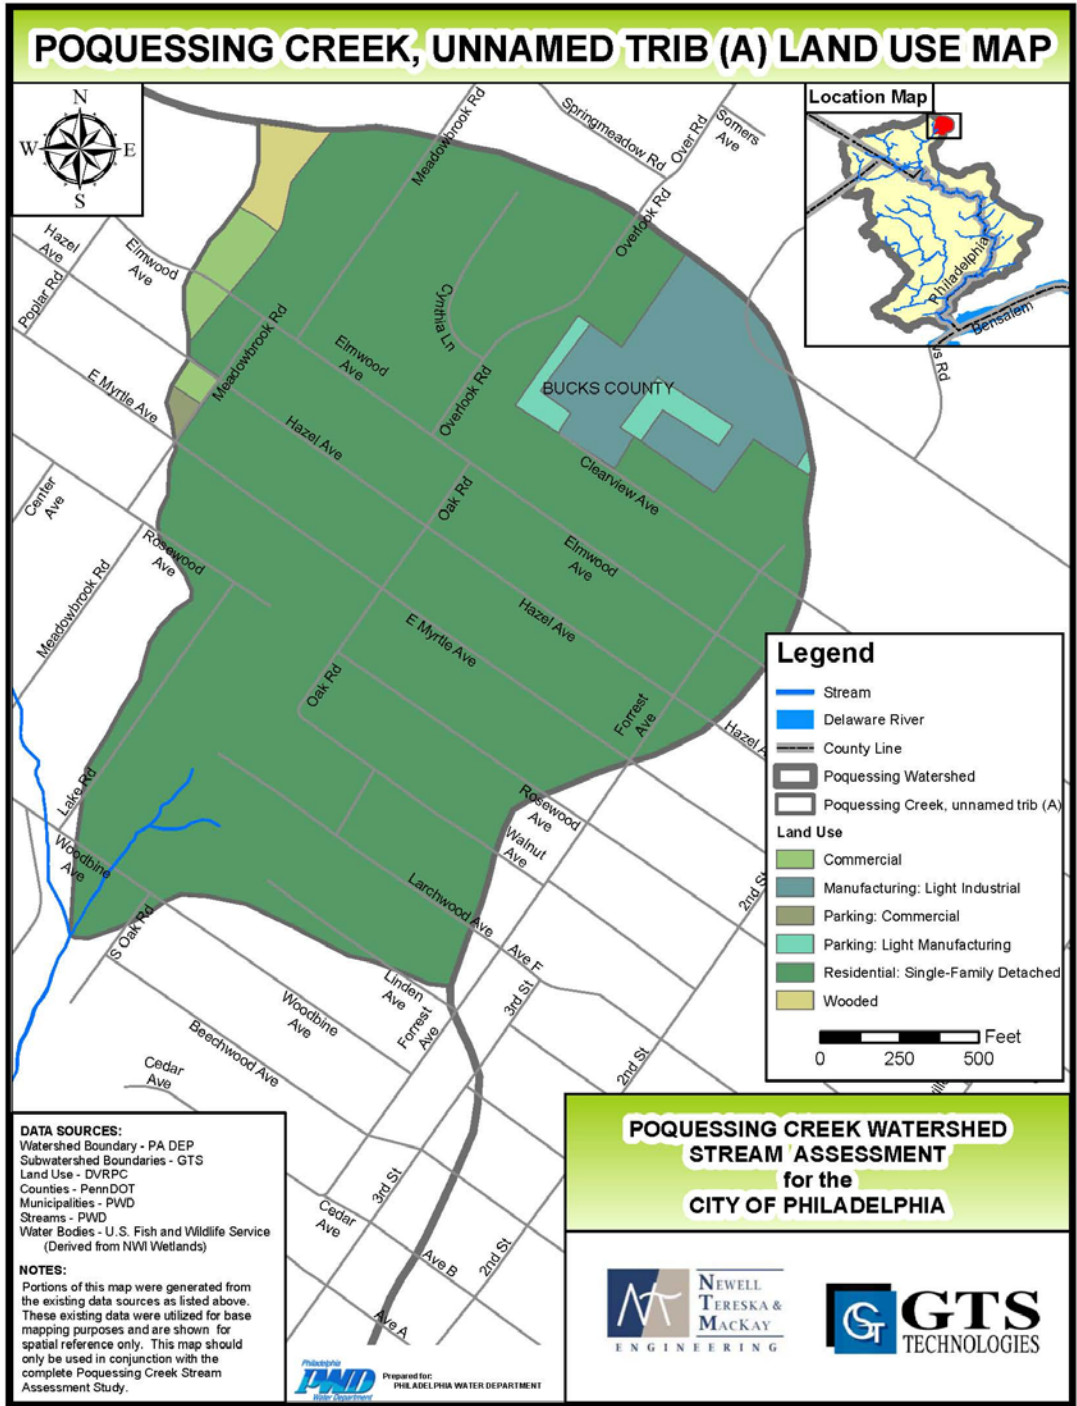 POQUESSING CREEK, UNNAMED TRIB (A) LAND USE MAP
N
W
E
S
Location Map
Philadelphia
Bensalem
ws Rd
Meadowbrook Rd
Springmeadow Rd
Over Rd
Somers
Ave
Overlook Rd
Hazel
Ave
Elmwood
Ave
Poplar Rd
Cynthia Ln
Meadowbrook Rd
Elmwood
Ave
E Myrtle Ave
BUCKS COUNTY
Overlook Rd
Hazel Ave
Clearview Ave
Center
Ave
Oak Rd
Rosewood
Ave
Elmwood
Ave
Meadowbrook Rd
Hazel Ave
E Myrtle Ave
Oak Rd
Forrest
Ave
Hazel A
Lake Rd
Rosewood
Ave
Walnut
Ave
Woodbine
Ave
Larchwood Ave
2nd St
S Oak Rd
Ave F
Linden
Ave
3rd St
Woodbine
Ave
Forrest
Ave
Beechwood Ave
Cedar
Ave
2nd St
3rd St
Cedar
Ave
Ave B
2nd St
Ave A
Legend
Stream
Delaware River
County Line
Poquessing Watershed
Poquessing Creek, unnamed trib (A)
Land Use
Commercial
Manufacturing: Light Industrial
Parking: Commercial
Parking: Light Manufacturing
Residential: Single-Family Detached
Wooded
Feet
0 250 500
DATA SOURCES:
Watershed Boundary - PA DEP
Subwatershed Boundaries - GTS
Land Use - DVRPC
Counties - PennDOT
Municipalities - PWD
Streams - PWD
Water Bodies - U.S. Fish and Wildlife Service
(Derived from NWI Wetlands)
NOTES:
Portions of this map were generated from
the existing data sources as listed above.
These existing data were utilized for base
mapping purposes and are shown for
spatial reference only. This map should
only be used in conjunction with the
complete Poquessing Creek Stream
Assessment Study.
Philadelphia
PWD
Water Department
Prepared for:
PHILADELPHIA WATER DEPARTMENT
POQUESSING CREEK WATERSHED
STREAM ASSESSMENT
for the
CITY OF PHILADELPHIA
NEWELL
TERESKA &
MACKAY
ENGINEERING
GTS
TECHNOLOGIES